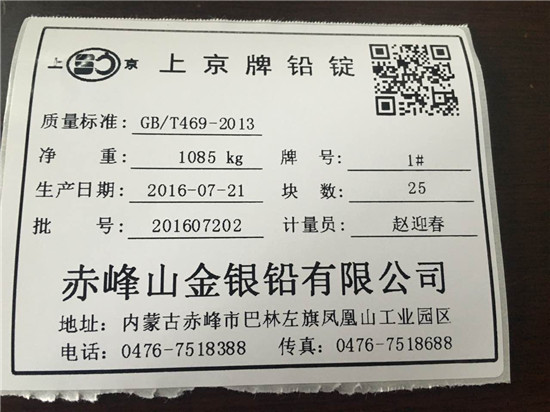 上 京 上京牌铅锭
质量标准: GB/T469-2013
净 重: 1085 kg 牌 号: 1#
生产日期: 2016-07-21 块 数: 25
批 号: 201607202 计量员: 赵迎春
赤峰山金银铅有限公司
地址: 内蒙古赤峰市巴林左旗凤凰山工业园区
电话: 0476-7518388 传真: 0476-7518688